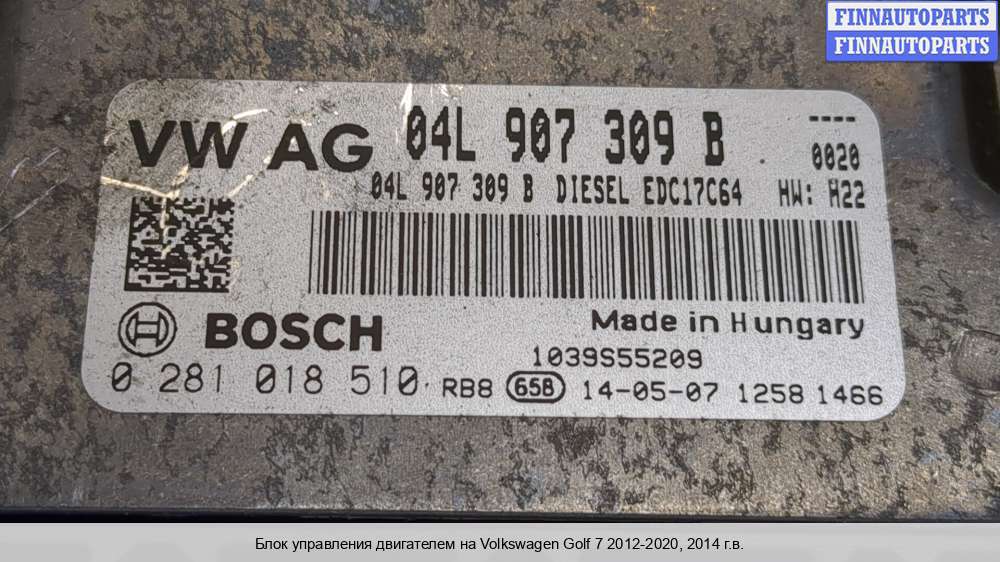 FINNAUTOPARTS
FINNAUTOPARTS
VW AG 04L 907 309 B ----
0020
04L 907 309 B DIESEL EDC17C64 HW: H22
BOSCH
Made in Hungary
1039S55209
0 281 018 510 RB8 65B 14-05-07 1258 1466
Блок управления двигателем на Volkswagen Golf 7 2012-2020, 2014 г.в.